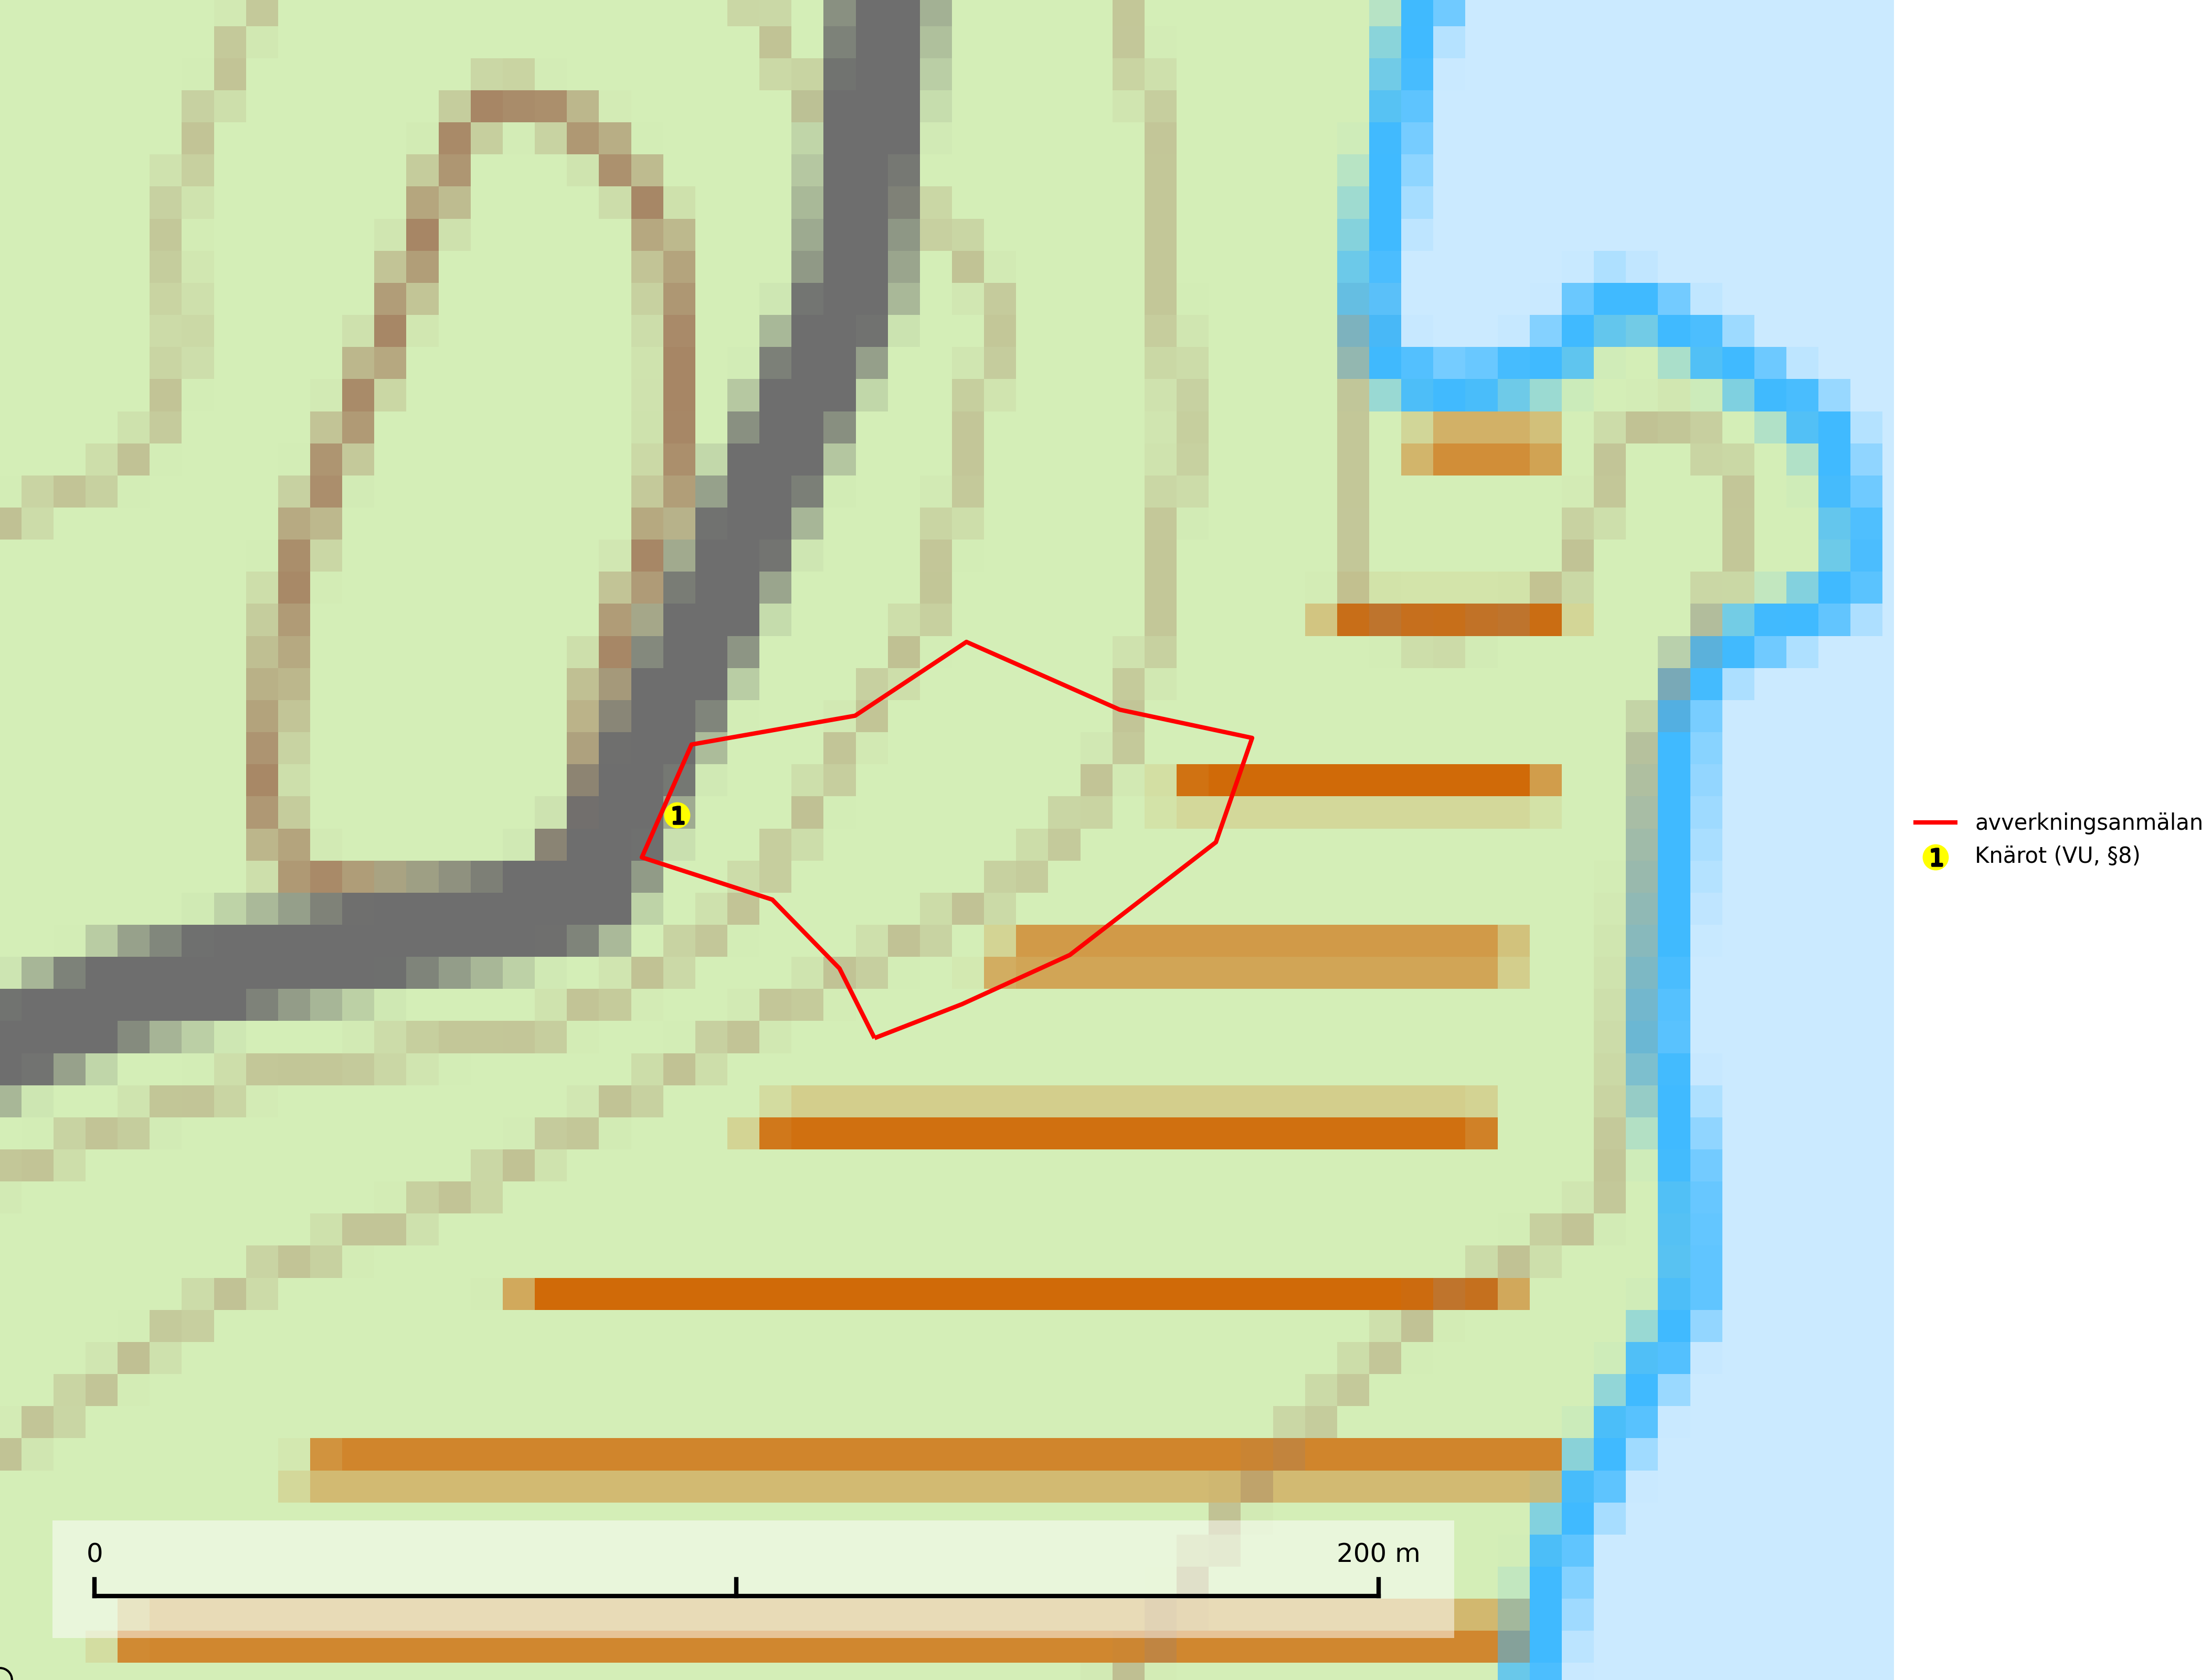 1
avverkningsanmälan
1 Knärot (VU, §8)
0 200 m